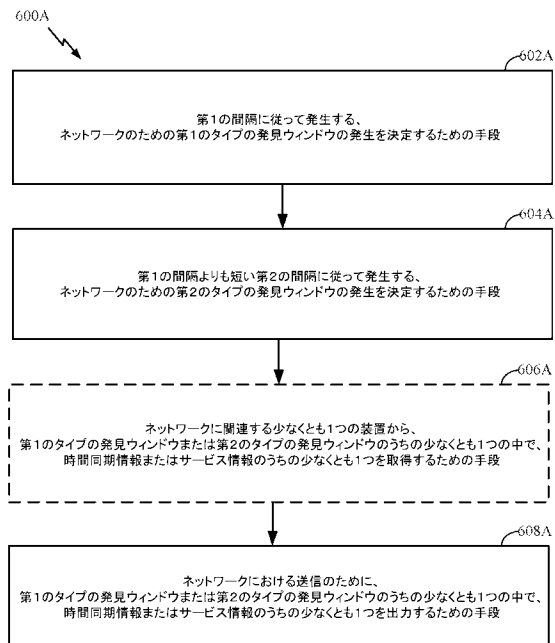 600A
602A
第1の間隔に従って発生する、
ネットワークのための第1のタイプの発見ウィンドウの発生を決定するための手段
604A
第1の間隔よりも短い第2の間隔に従って発生する、
ネットワークのための第2のタイプの発見ウィンドウの発生を決定するための手段
606A
ネットワークに関連する少なくとも1つの装置から、
第1のタイプの発見ウィンドウまたは第2のタイプの発見ウィンドウのうちの少なくとも1つの中で、
時間同期情報またはサービス情報のうちの少なくとも1つを取得するための手段
608A
ネットワークにおける送信のために、
第1のタイプの発見ウィンドウまたは第2のタイプの発見ウィンドウのうちの少なくとも1つの中で、
時間同期情報またはサービス情報のうちの少なくとも1つを出力するための手段